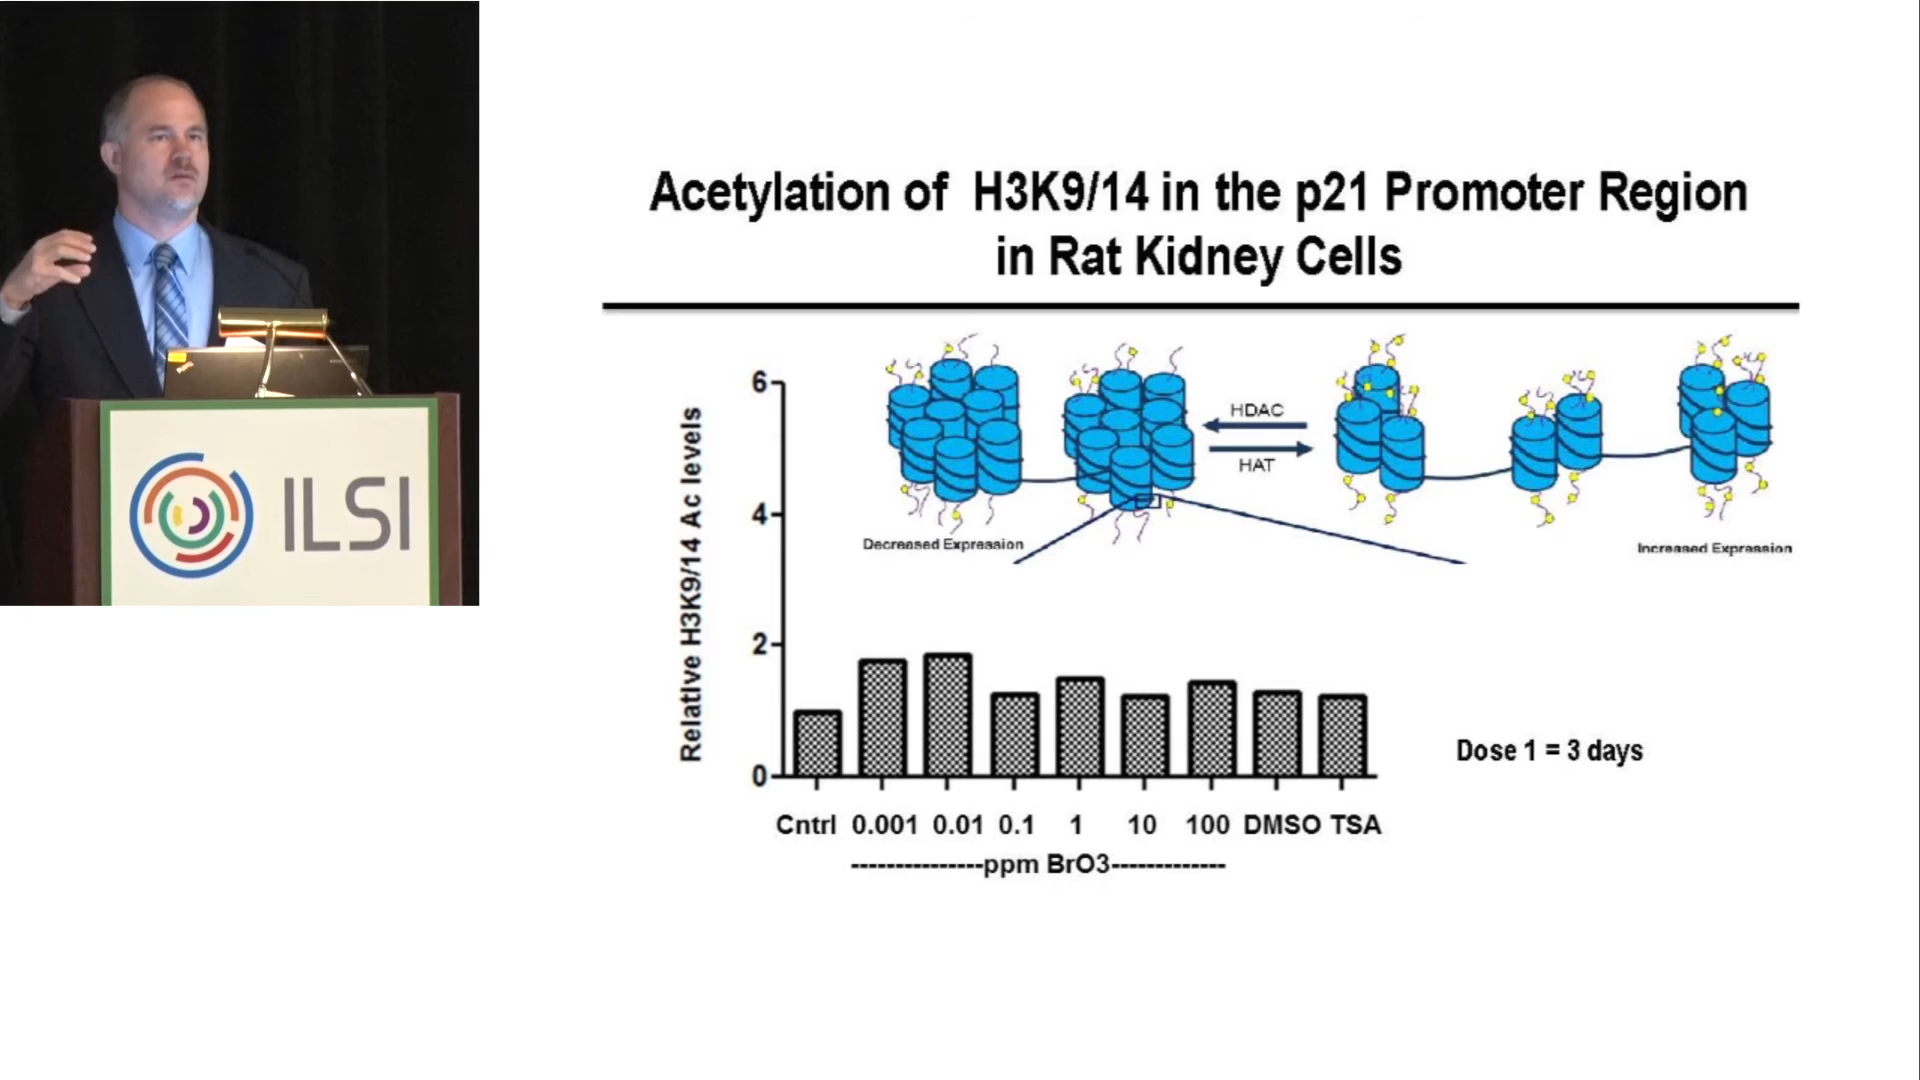 Acetylation of H3K9/14 in the p21 Promoter Region
in Rat Kidney Cells
HDAC
HAT
Decreased Expression
Increased Expression
Relative H3K9/14 Ac levels
6
4
2
0
Cntrl 0.001 0.01 0.1 1 10 100 DMSO TSA
---------------ppm BrO3-------------
Dose 1 = 3 days
ILSI